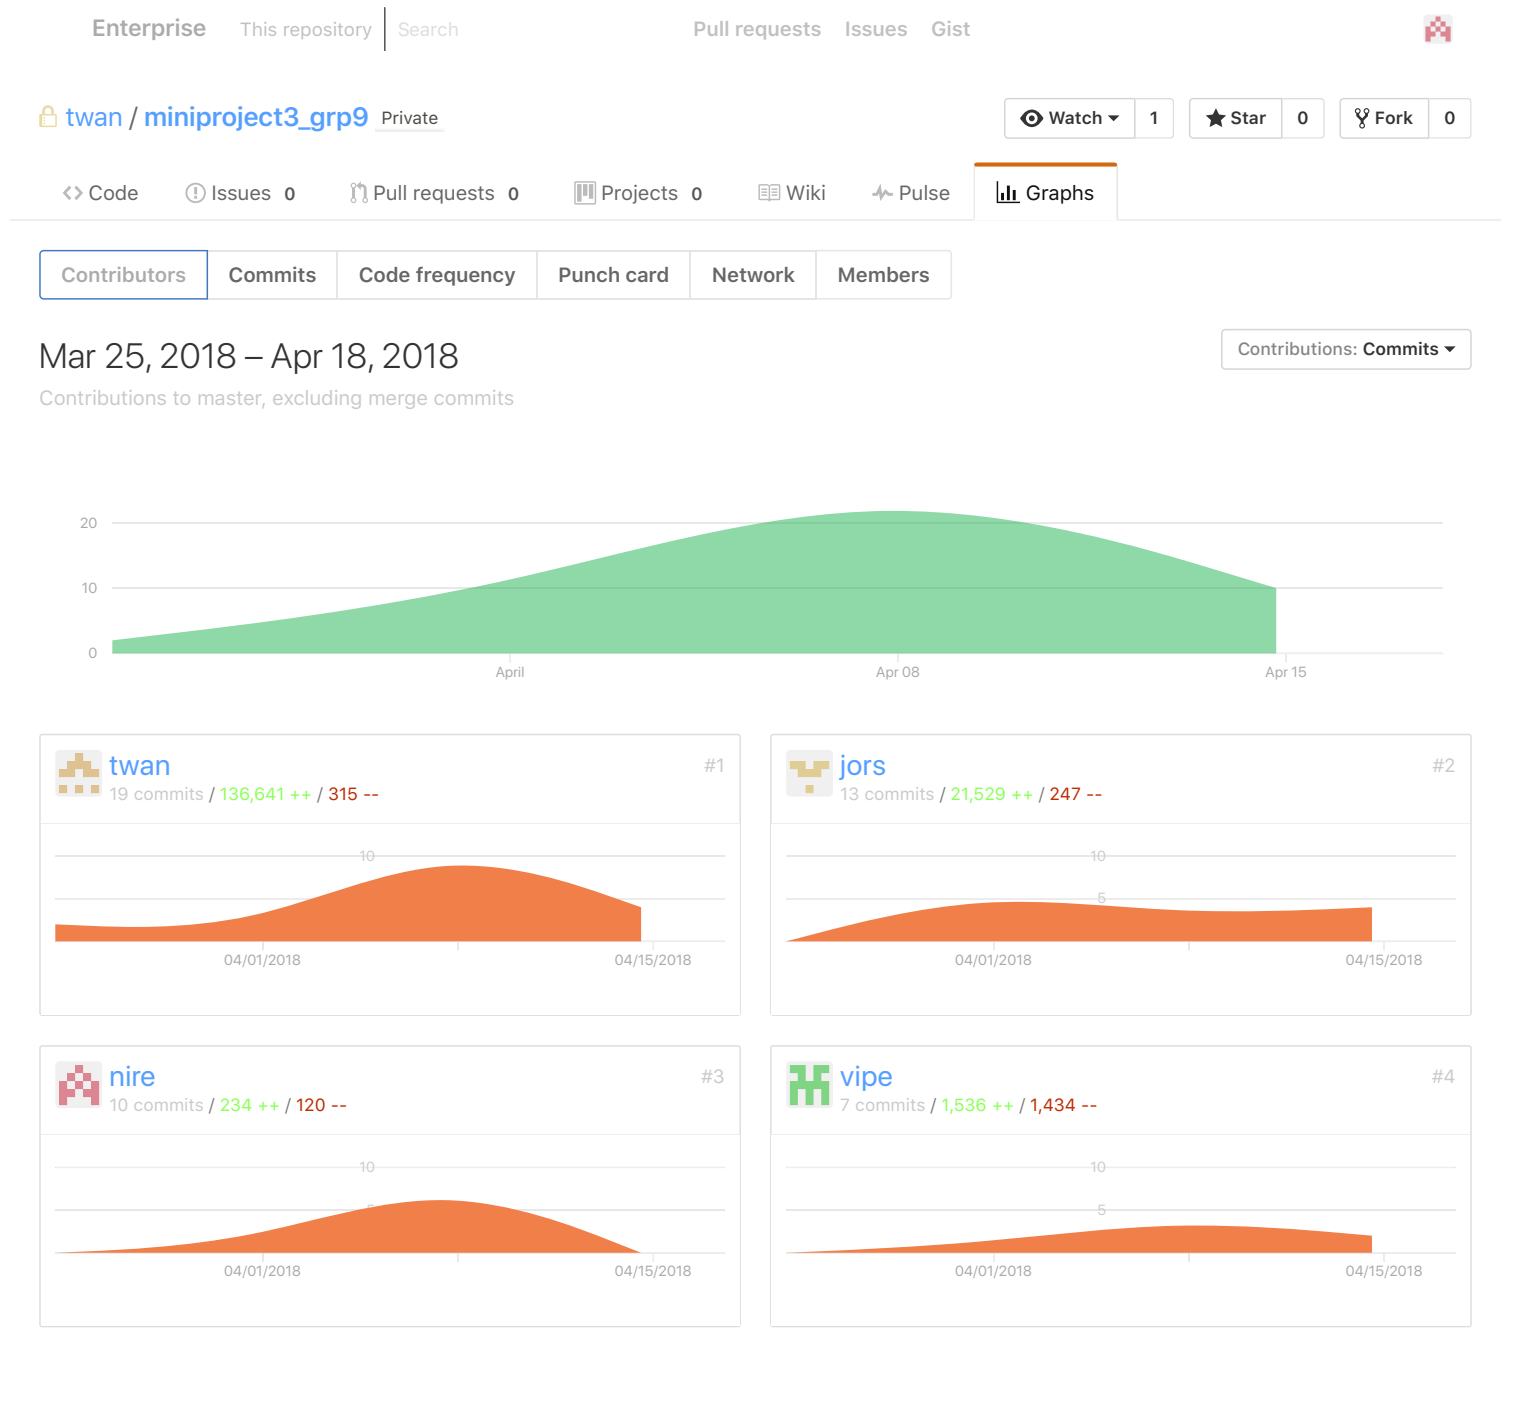 Enterprise This repository Search Pull requests Issues Gist
twan / miniproject3_grp9 Private Watch 1 Star 0 Fork 0
Code Issues 0 Pull requests 0 Projects 0 Wiki Pulse Graphs
Contributors Commits Code frequency Punch card Network Members
Mar 25, 2018 – Apr 18, 2018
Contributions: Commits
Contributions to master, excluding merge commits
20
10
0
April Apr 08 Apr 15
twan #1
19 commits / 136,641 ++ / 315 --
10
04/01/2018 04/15/2018
jors #2
13 commits / 21,529 ++ / 247 --
10
5
04/01/2018 04/15/2018
nire #3
10 commits / 234 ++ / 120 --
10
04/01/2018 04/15/2018
vipe #4
7 commits / 1,536 ++ / 1,434 --
10
5
04/01/2018 04/15/2018